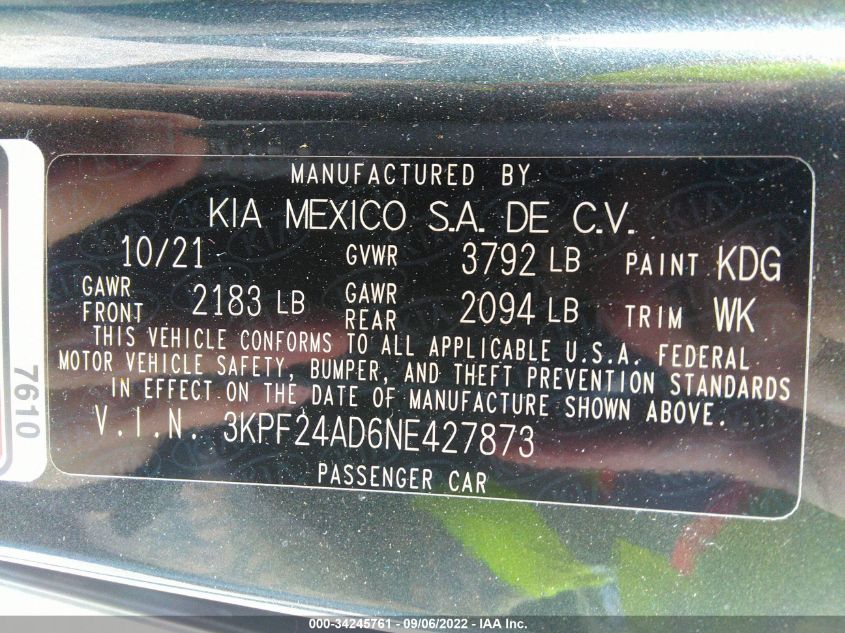 MANUFACTURED BY
KIA MEXICO S.A. DE C.V.
10/21 GVWR 3792 LB PAINT KDG
GAWR FRONT 2183 LB GAWR REAR 2094 LB TRIM WK
THIS VEHICLE CONFORMS TO ALL APPLICABLE U.S.A. FEDERAL
MOTOR VEHICLE SAFETY, BUMPER, AND THEFT PREVENTION STANDARDS
IN EFFECT ON THE DATE OF MANUFACTURE SHOWN ABOVE.
V.I.N. 3KPF24AD6NE427873
PASSENGER CAR
7610
000-34245761 - 09/06/2022 - IAA Inc.